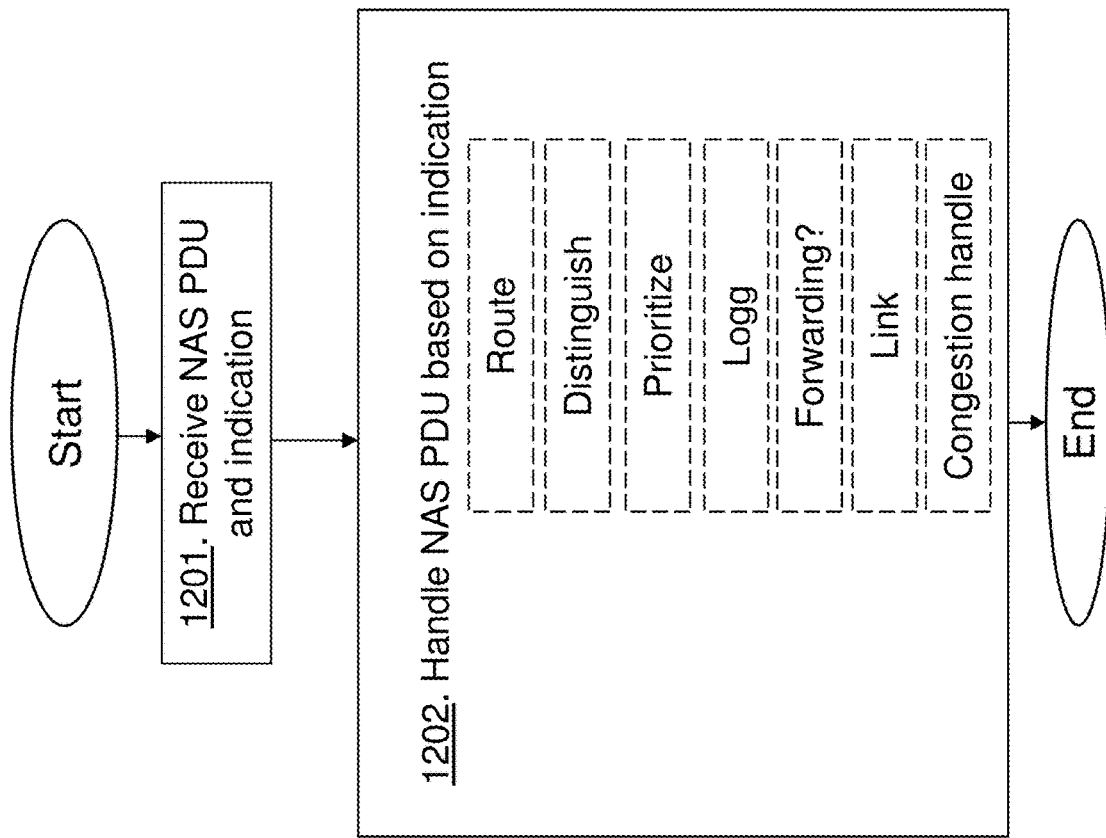 Start
1201. Receive NAS PDU
and indication
1202. Handle NAS PDU based on indication
Route
Distinguish
Prioritize
Logg
Forwarding?
Link
Congestion handle
End